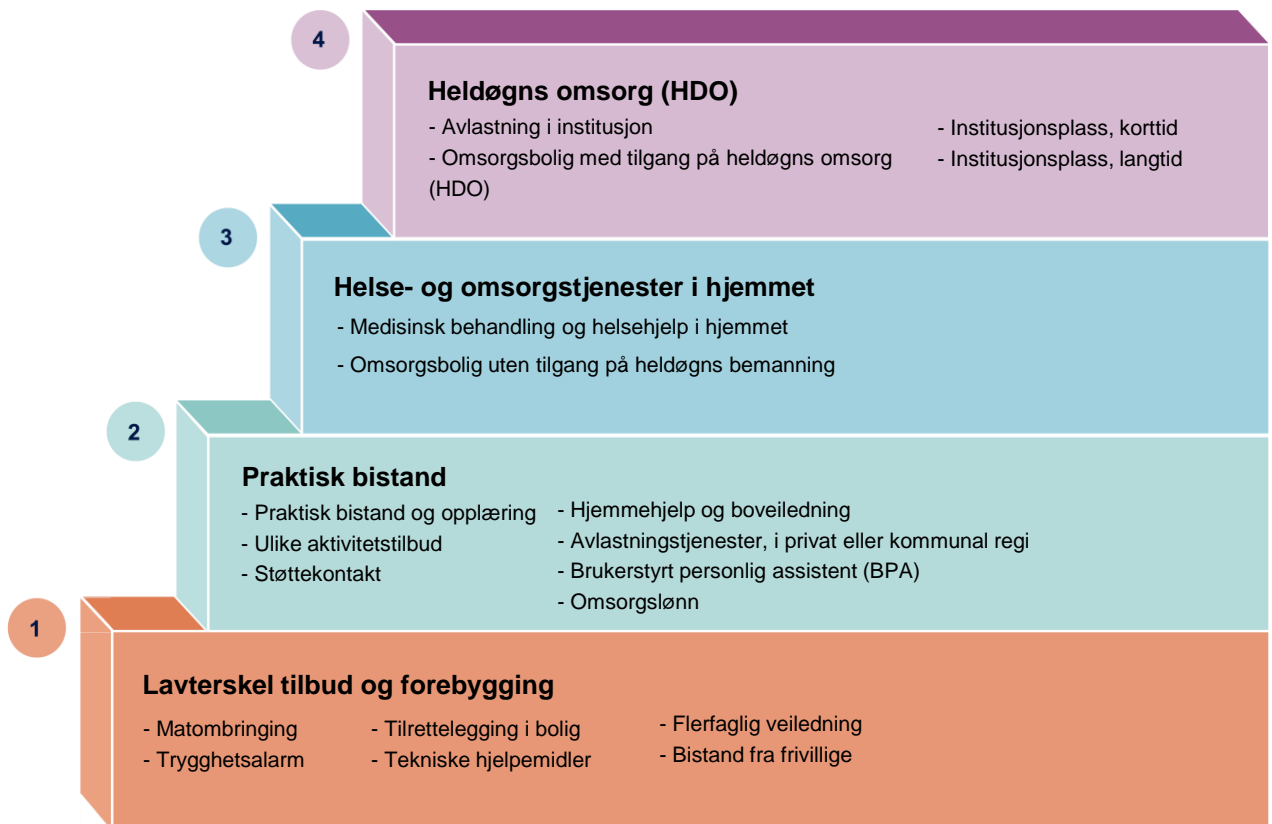 4
Heldøgns omsorg (HDO)
- Avlastning i institusjon
- Omsorgsbolig med tilgang på heldøgns omsorg
(HDO)
- Institusjonsplass, korttid
- Institusjonsplass, langtid
3
Helse- og omsorgstjenester i hjemmet
- Medisinsk behandling og helsehjelp i hjemmet
- Omsorgsbolig uten tilgang på heldøgns bemanning
2
Praktisk bistand
- Praktisk bistand og opplæring
- Ulike aktivitetstilbud
- Støttekontakt
- Hjemmehjelp og boveiledning
- Avlastningstjenester, i privat eller kommunal regi
- Brukerstyrt personlig assistent (BPA)
- Omsorgslønn
1
Lavterskel tilbud og forebygging
- Matombringing
- Trygghetsalarm
- Tilrettelegging i bolig
- Tekniske hjelpemidler
- Flerfaglig veiledning
- Bistand fra frivillige